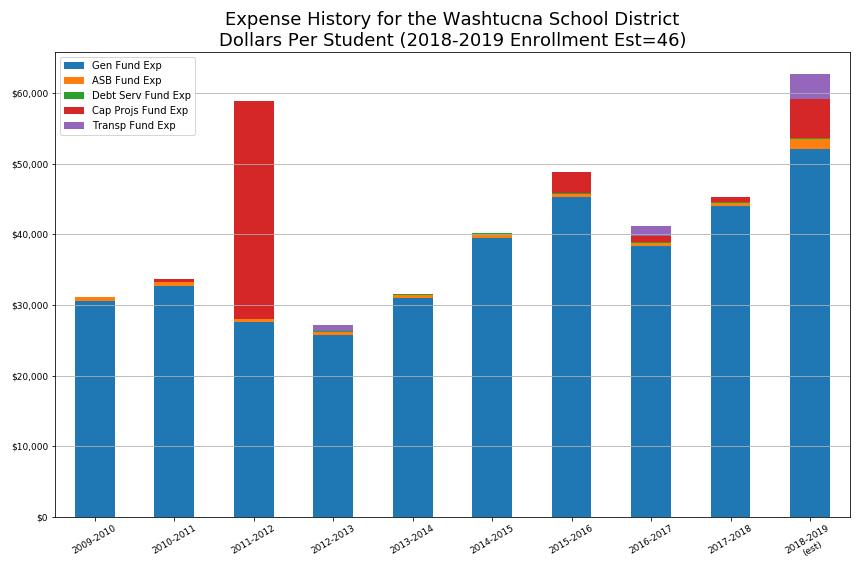 Expense History for the Washtucna School District
Dollars Per Student (2018-2019 Enrollment Est=46)
Gen Fund Exp
ASB Fund Exp
Debt Serv Fund Exp
Cap Projs Fund Exp
Transp Fund Exp
$60,000
$50,000
$40,000
$30,000
$20,000
$10,000
$0
2009-2010
2010-2011
2011-2012
2012-2013
2013-2014
2014-2015
2015-2016
2016-2017
2017-2018
2018-2019
(est)